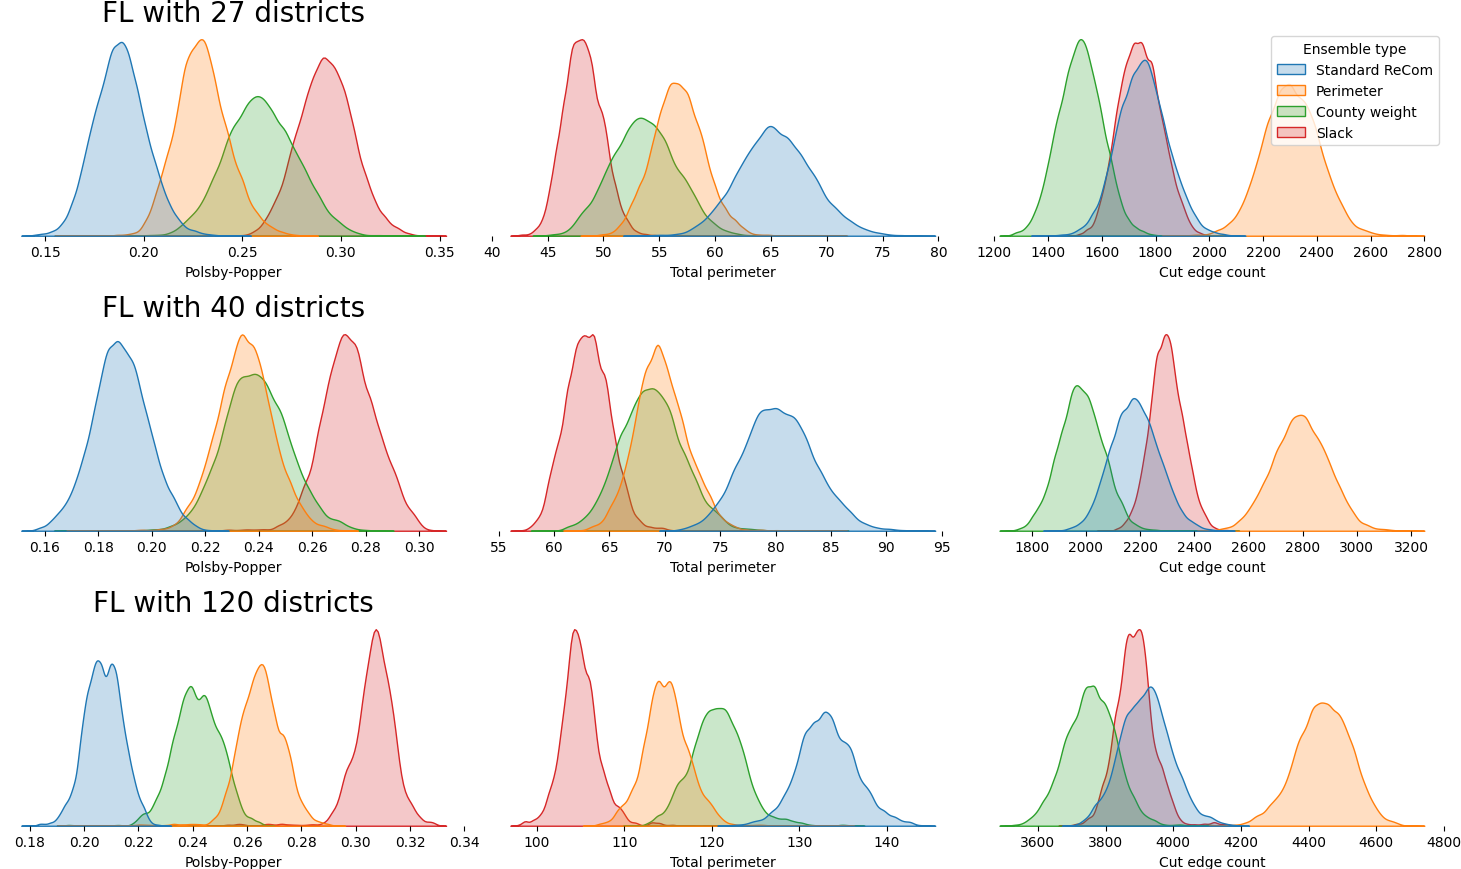 FL with 27 districts
Ensemble type
Standard ReCom
Perimeter
County weight
Slack
0.15 0.20 0.25 0.30 0.35
40 45 50 55 60 65 70 75 80
1200 1400 1600 1800 2000 2200 2400 2600 2800
Polsby-Popper
Total perimeter
Cut edge count
FL with 40 districts
0.16 0.18 0.20 0.22 0.24 0.26 0.28 0.30
55 60 65 70 75 80 85 90 95
1800 2000 2200 2400 2600 2800 3000 3200
Polsby-Popper
Total perimeter
Cut edge count
FL with 120 districts
0.18 0.20 0.22 0.24 0.26 0.28 0.30 0.32 0.34
100 110 120 130 140
3600 3800 4000 4200 4400 4600 4800
Polsby-Popper
Total perimeter
Cut edge count